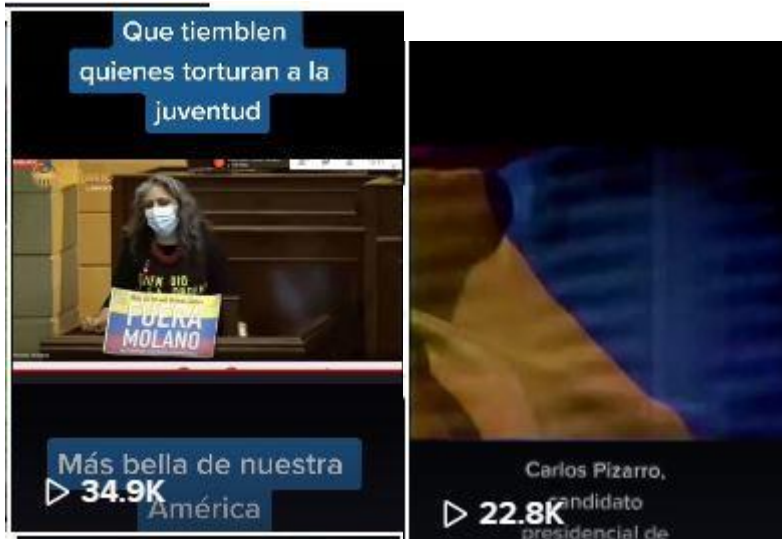 Que tiemblen
quienes torturan a la
juventud
FUERA
MOLANO
Más bella de nuestra
América
34.9K
Carlos Pizarro,
candidato
presidencial de
22.8K